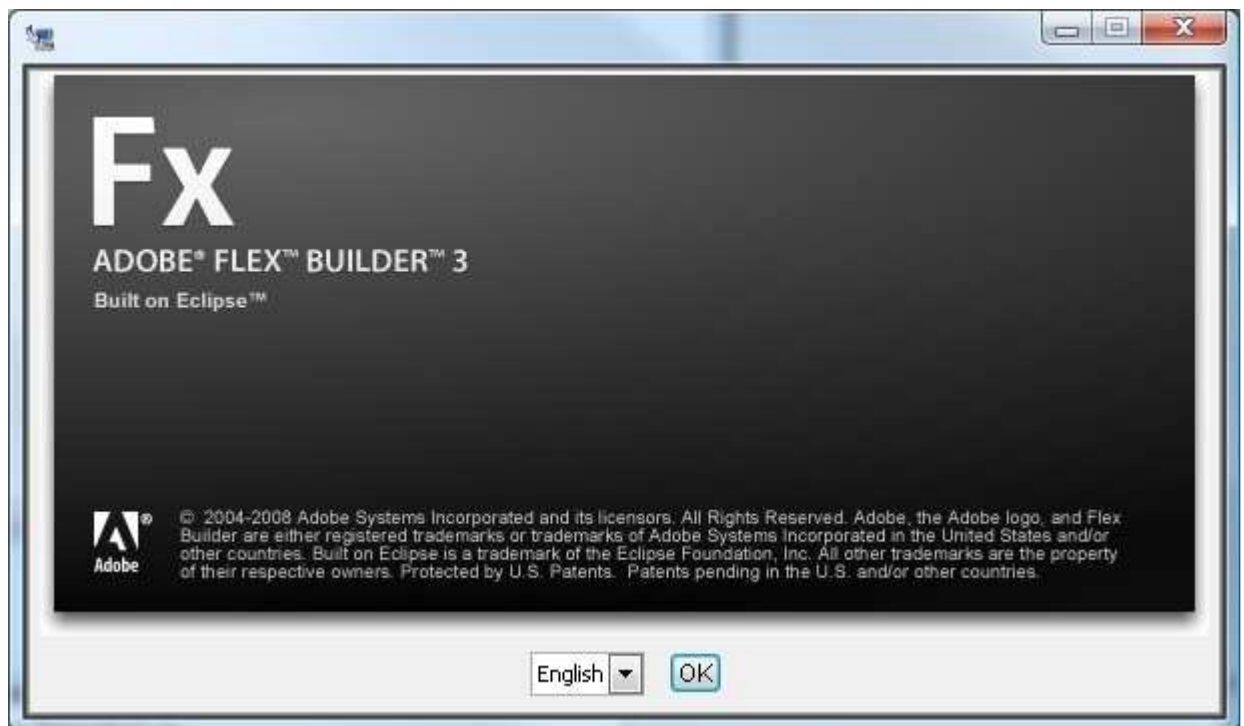 Fx
ADOBE® FLEX™ BUILDER™ 3
Built on Eclipse™
© 2004-2008 Adobe Systems Incorporated and its licensors. All Rights Reserved. Adobe, the Adobe logo, and Flex
Builder are either registered trademarks or trademarks of Adobe Systems Incorporated in the United States and/or
other countries. Built on Eclipse is a trademark of the Eclipse Foundation, Inc. All other trademarks are the property
of their respective owners. Protected by U.S. Patents. Patents pending in the U.S. and/or other countries.
®
Adobe
English
OK